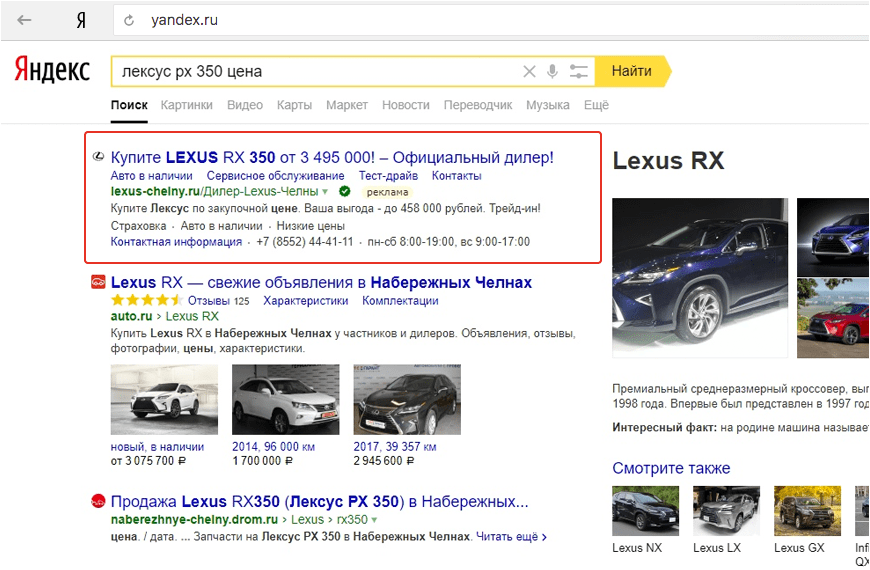 Я yandex.ru
Яндекс лексус рх 350 цена Найти
Поиск Картинки Видео Карты Маркет Новости Переводчик Музыка Ещё
Купите LEXUS RX 350 от 3 495 000! – Официальный дилер!
Авто в наличии Сервисное обслуживание Тест-драйв Контакты
lexus-chelny.ru/Дилер-Lexus-Челны реклама
Купите Лексус по закупочной цене. Ваша выгода - до 458 000 рублей. Трейд-ин!
Страховка · Авто в наличии · Низкие цены
Контактная информация · +7 (8552) 44-41-11 · пн-сб 8:00-19:00, вс 9:00-17:00
Lexus RX — свежие объявления в Набережных Челнах
Отзывы 125 Характеристики Комплектации
auto.ru > Lexus RX
Купить Lexus RX в Набережных Челнах у частников и дилеров. Объявления, отзывы,
фотографии, цены, характеристики.
новый, в наличии 2014, 96 000 км 2017, 39 357 км
от 3 075 700 ₽ 1 700 000 ₽ 2 945 600 ₽
Продажа Lexus RX350 (Лексус РХ 350) в Набережных...
naberezhnye-chelny.drom.ru > Lexus > rx350
цена. / дата. ... Запчасти на Лексус РХ 350 в Набережных Челнах. Читать ещё >
Lexus RX
Премиальный среднеразмерный кроссовер, вып
1998 года. Впервые был представлен в 1997 год
Интересный факт: на родине машина называет
Смотрите также
Lexus NX Lexus LX Lexus GX Infi
QX